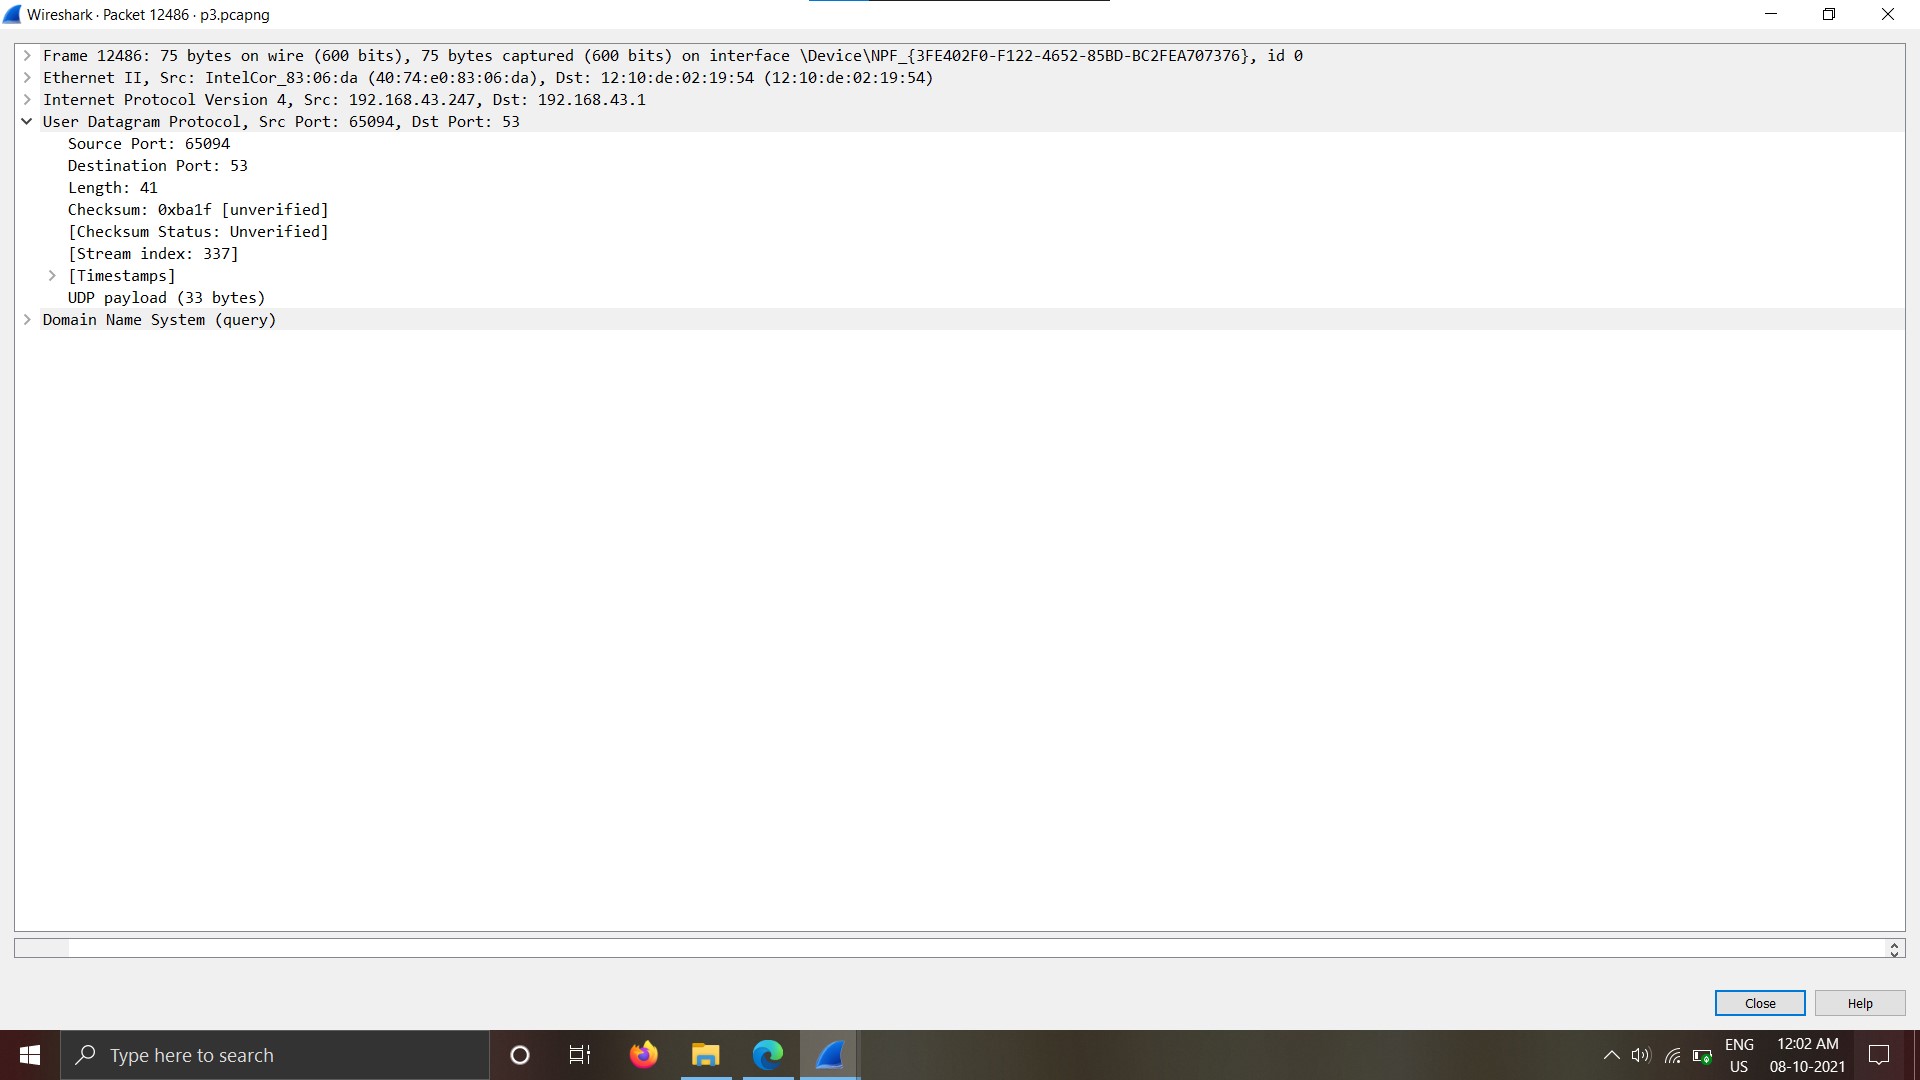 Wireshark · Packet 12486 · p3.pcapng
Frame 12486: 75 bytes on wire (600 bits), 75 bytes captured (600 bits) on interface \Device\NPF_{3FE402F0-F122-4652-85BD-BC2FEA707376}, id 0
Ethernet II, Src: IntelCor_83:06:da (40:74:e0:83:06:da), Dst: 12:10:de:02:19:54 (12:10:de:02:19:54)
Internet Protocol Version 4, Src: 192.168.43.247, Dst: 192.168.43.1
User Datagram Protocol, Src Port: 65094, Dst Port: 53
Source Port: 65094
Destination Port: 53
Length: 41
Checksum: 0xba1f [unverified]
[Checksum Status: Unverified]
[Stream index: 337]
[Timestamps]
UDP payload (33 bytes)
Domain Name System (query)
Close Help
Type here to search
ENG 12:02 AM
US 08-10-2021